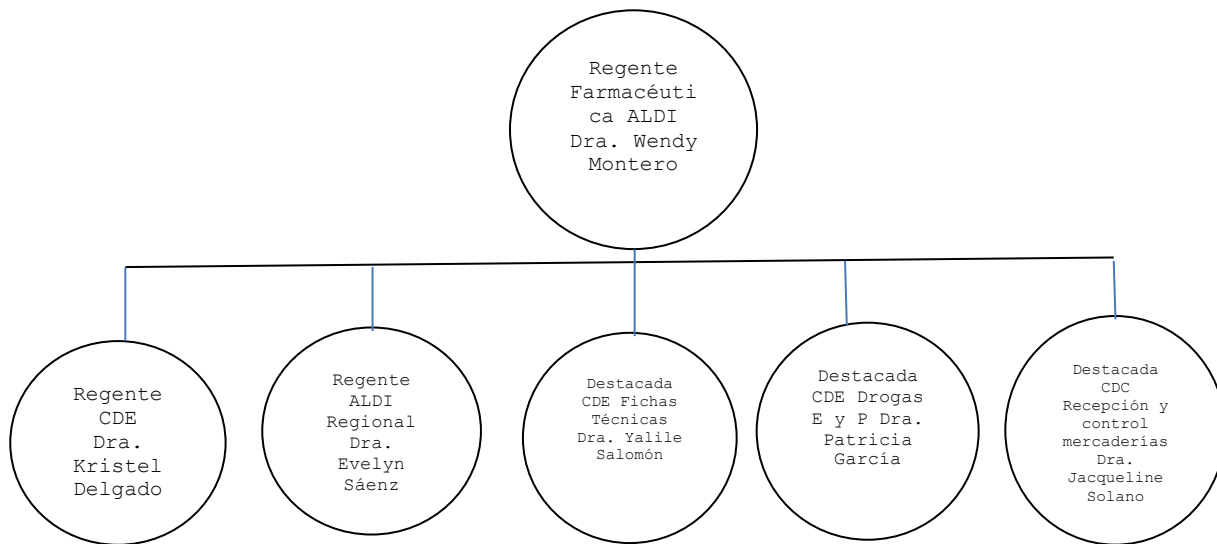 Regente
Farmacéuti
ca ALDI
Dra. Wendy
Montero
Regente
CDE
Dra.
Kristel
Delgado
Regente
ALDI
Regional
Dra.
Evelyn
Sáenz
Destacada
CDE Fichas
Técnicas
Dra. Yalile
Salomón
Destacada
CDE Drogas
E y P Dra.
Patricia
García
Destacada
CDC
Recepción y
control
mercaderías
Dra.
Jacqueline
Solano